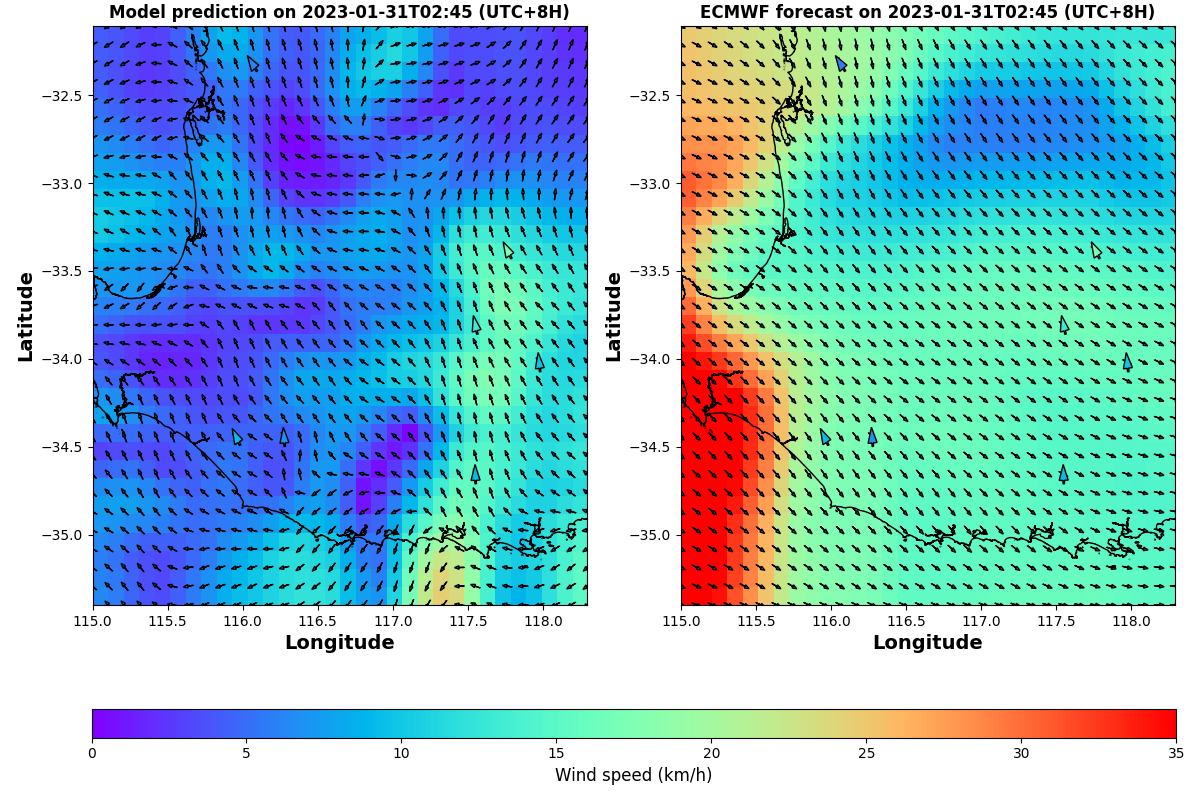 Model prediction on 2023-01-31T02:45 (UTC+8H)
ECMWF forecast on 2023-01-31T02:45 (UTC+8H)
Latitude
−32.5
−33.0
−33.5
−34.0
−34.5
−35.0
115.0 115.5 116.0 116.5 117.0 117.5 118.0
Longitude
Latitude
−32.5
−33.0
−33.5
−34.0
−34.5
−35.0
115.0 115.5 116.0 116.5 117.0 117.5 118.0
Longitude
0 5 10 15 20 25 30 35
Wind speed (km/h)